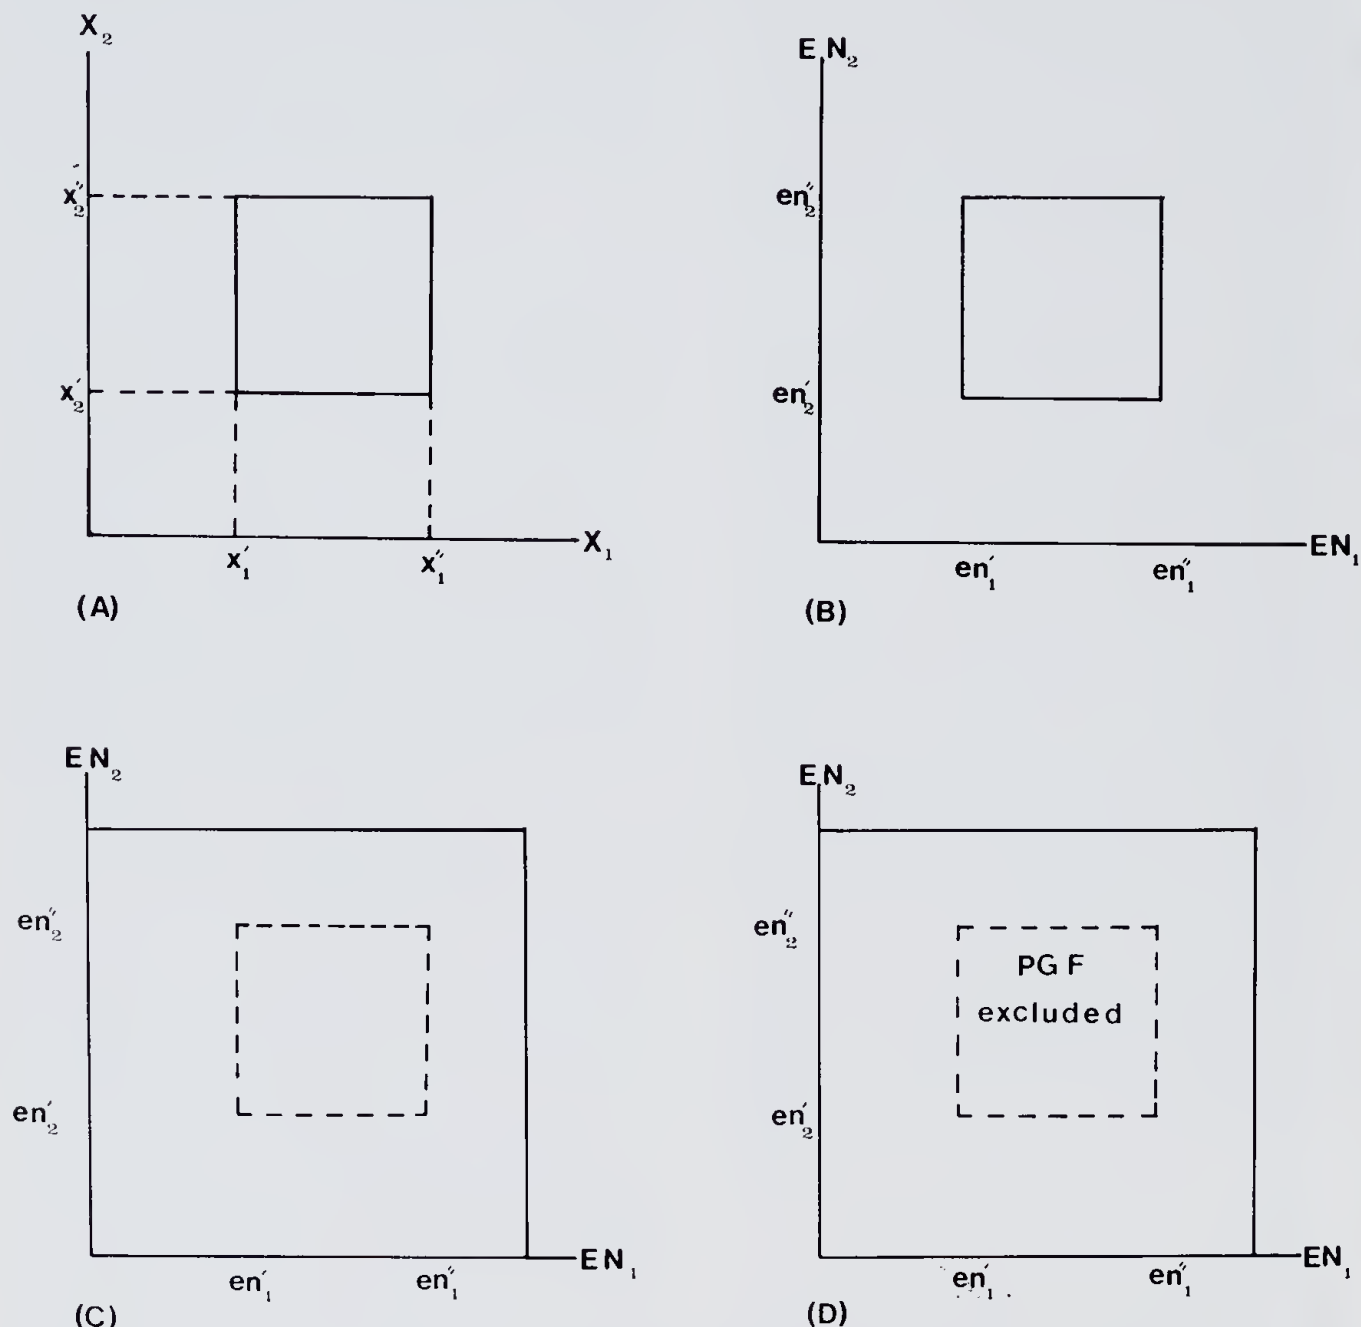 X₂
x₂″
x₂′
x₁′ x₁″ X₁
(A)
EN₂
en₂″
en₂′
en₁′ en₁″ EN₁
(B)
EN₂
en₂″
en₂′
en₁′ en₁″ EN₁
(C)
EN₂
en₂″
PGF
excluded
en₂′
en₁′ en₁″ EN₁
(D)